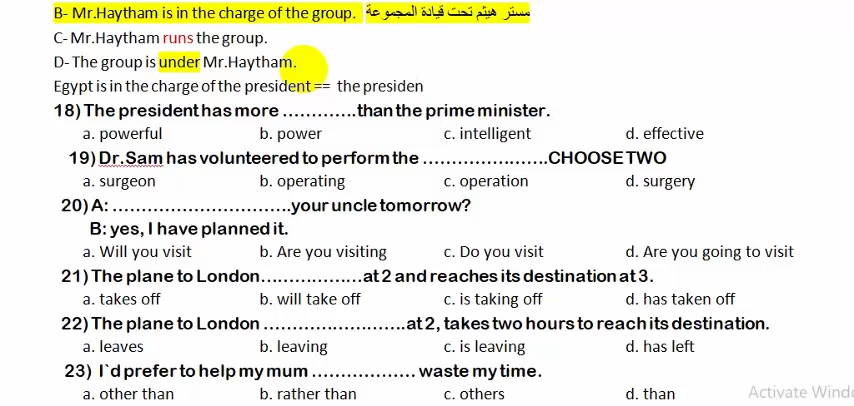 B- Mr.Haytham is in the charge of the group. مستر هيثم تحت قيادة المجموعة
C- Mr.Haytham runs the group.
D- The group is under Mr.Haytham.
Egypt is in the charge of the president == the presiden
18) The president has more .............than the prime minister.
a. powerful b. power c. intelligent d. effective
19) Dr.Sam has volunteered to perform the ......................CHOOSE TWO
a. surgeon b. operating c. operation d. surgery
20) A: ...............................your uncle tomorrow?
B: yes, I have planned it.
a. Will you visit b. Are you visiting c. Do you visit d. Are you going to visit
21) The plane to London..................at 2 and reaches its destination at 3.
a. takes off b. will take off c. is taking off d. has taken off
22) The plane to London .........................at 2, takes two hours to reach its destination.
a. leaves b. leaving c. is leaving d. has left
23) I`d prefer to help my mum .................. waste my time.
a. other than b. rather than c. others d. than
Activate Windo